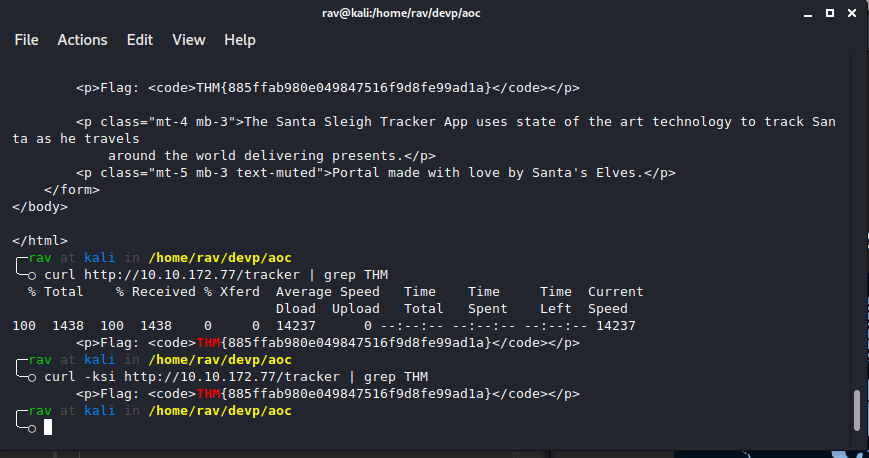 rav@kali:/home/rav/devp/aoc
File Actions Edit View Help
<p>Flag: <code>THM{885ffab980e049847516f9d8fe99ad1a}</code></p>
<p class="mt-4 mb-3">The Santa Sleigh Tracker App uses state of the art technology to track San
ta as he travels
around the world delivering presents.</p>
<p class="mt-5 mb-3 text-muted">Portal made with love by Santa's Elves.</p>
</form>
</body>
</html>
rav at kali in /home/rav/devp/aoc
curl http://10.10.172.77/tracker | grep THM
% Total % Received % Xferd Average Speed Time Time Time Current
Dload Upload Total Spent Left Speed
100 1438 100 1438 0 0 14237 0 --:--:-- --:--:-- --:--:-- 14237
<p>Flag: <code>THM{885ffab980e049847516f9d8fe99ad1a}</code></p>
rav at kali in /home/rav/devp/aoc
curl -ksi http://10.10.172.77/tracker | grep THM
<p>Flag: <code>THM{885ffab980e049847516f9d8fe99ad1a}</code></p>
rav at kali in /home/rav/devp/aoc